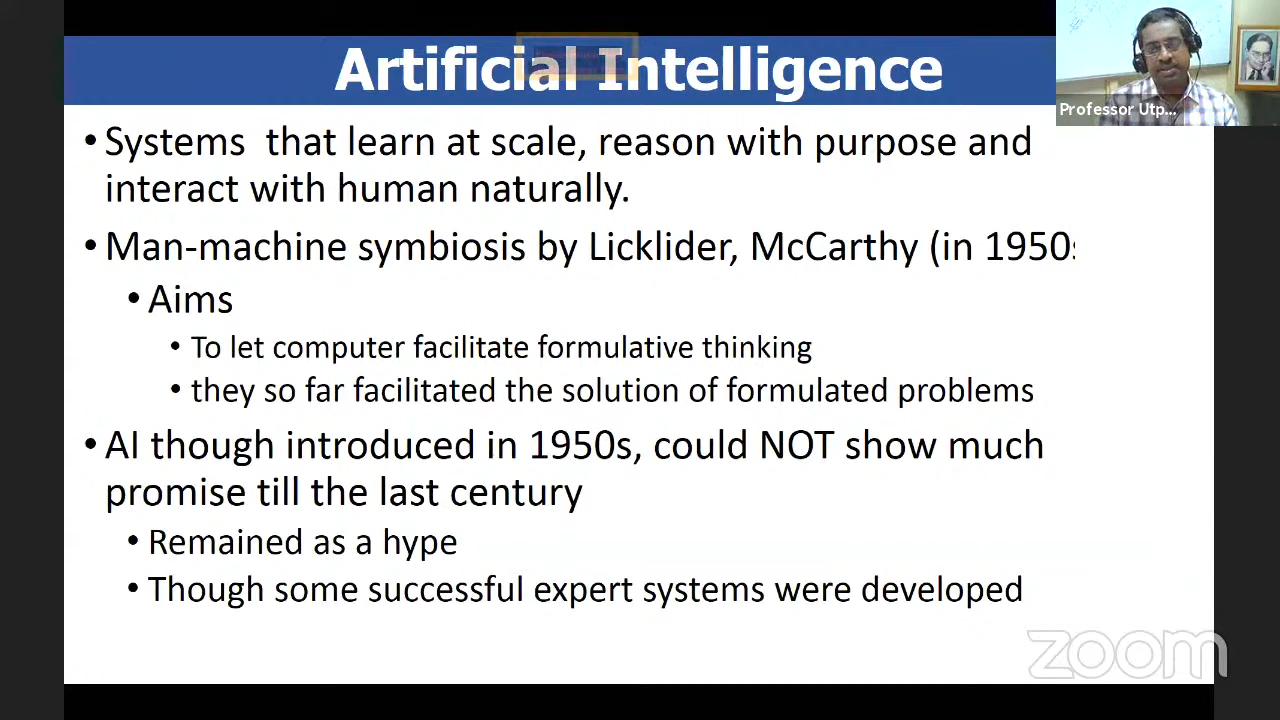 Artificial Intelligence
Professor Utp...
• Systems that learn at scale, reason with purpose and
interact with human naturally.
• Man-machine symbiosis by Licklider, McCarthy (in 1950s
• Aims
• To let computer facilitate formulative thinking
• they so far facilitated the solution of formulated problems
• AI though introduced in 1950s, could NOT show much
promise till the last century
• Remained as a hype
• Though some successful expert systems were developed
zoom